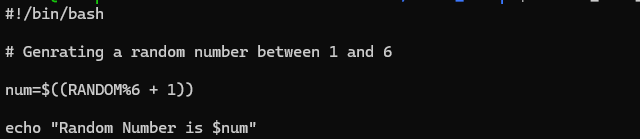 #!/bin/bash
# Genrating a random number between 1 and 6
num=$((RANDOM%6 + 1))
echo "Random Number is $num"